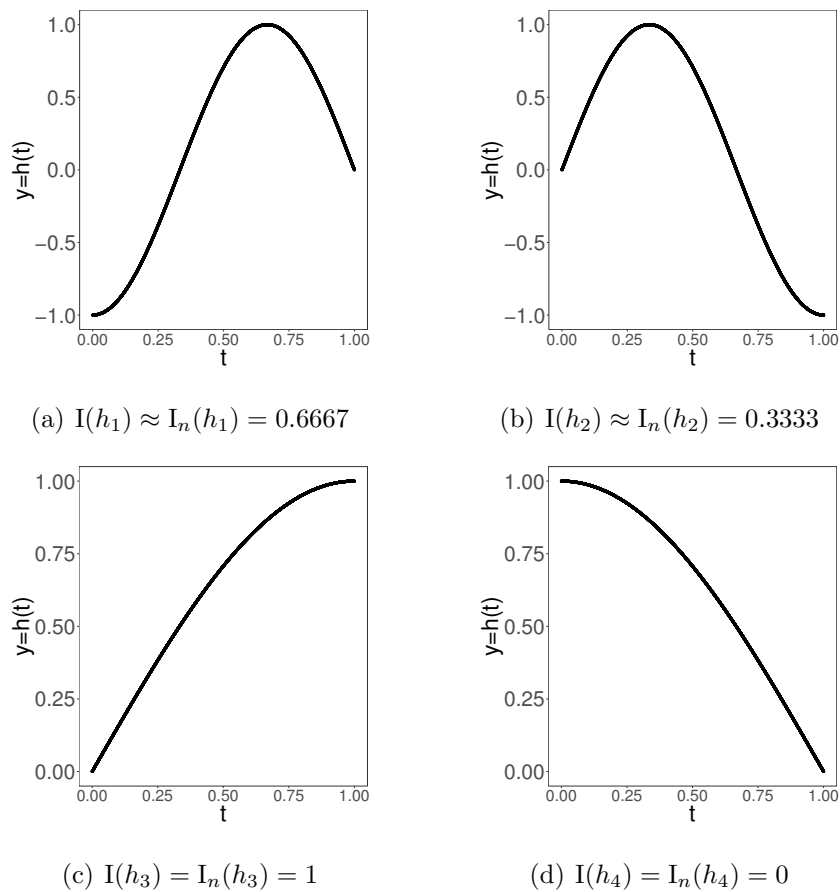 1.0
0.5
0.0
−0.5
−1.0
y=h(t)
0.00 0.25 0.50 0.75 1.00
t
(a) I(h₁) ≈ Iₙ(h₁) = 0.6667
1.0
0.5
0.0
−0.5
−1.0
y=h(t)
0.00 0.25 0.50 0.75 1.00
t
(b) I(h₂) ≈ Iₙ(h₂) = 0.3333
1.00
0.75
0.50
0.25
0.00
y=h(t)
0.00 0.25 0.50 0.75 1.00
t
(c) I(h₃) = Iₙ(h₃) = 1
1.00
0.75
0.50
0.25
0.00
y=h(t)
0.00 0.25 0.50 0.75 1.00
t
(d) I(h₄) = Iₙ(h₄) = 0